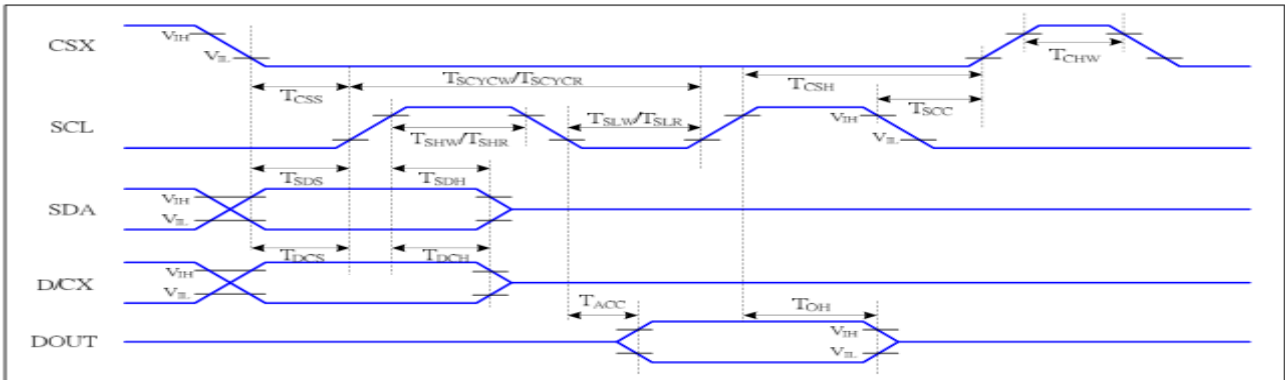 CSX
VIH
VIL
TCSS
TSCYCW/TSCYCR
TCSH
TCHW
TSCC
SCL
TSHW/TSHR
TSLW/TSLR
VIH
VIL
TSDS
TSDH
SDA
VIH
VIL
TDCS
TDCH
D/CX
VIH
VIL
TACC
TOH
DOUT
VIH
VIL